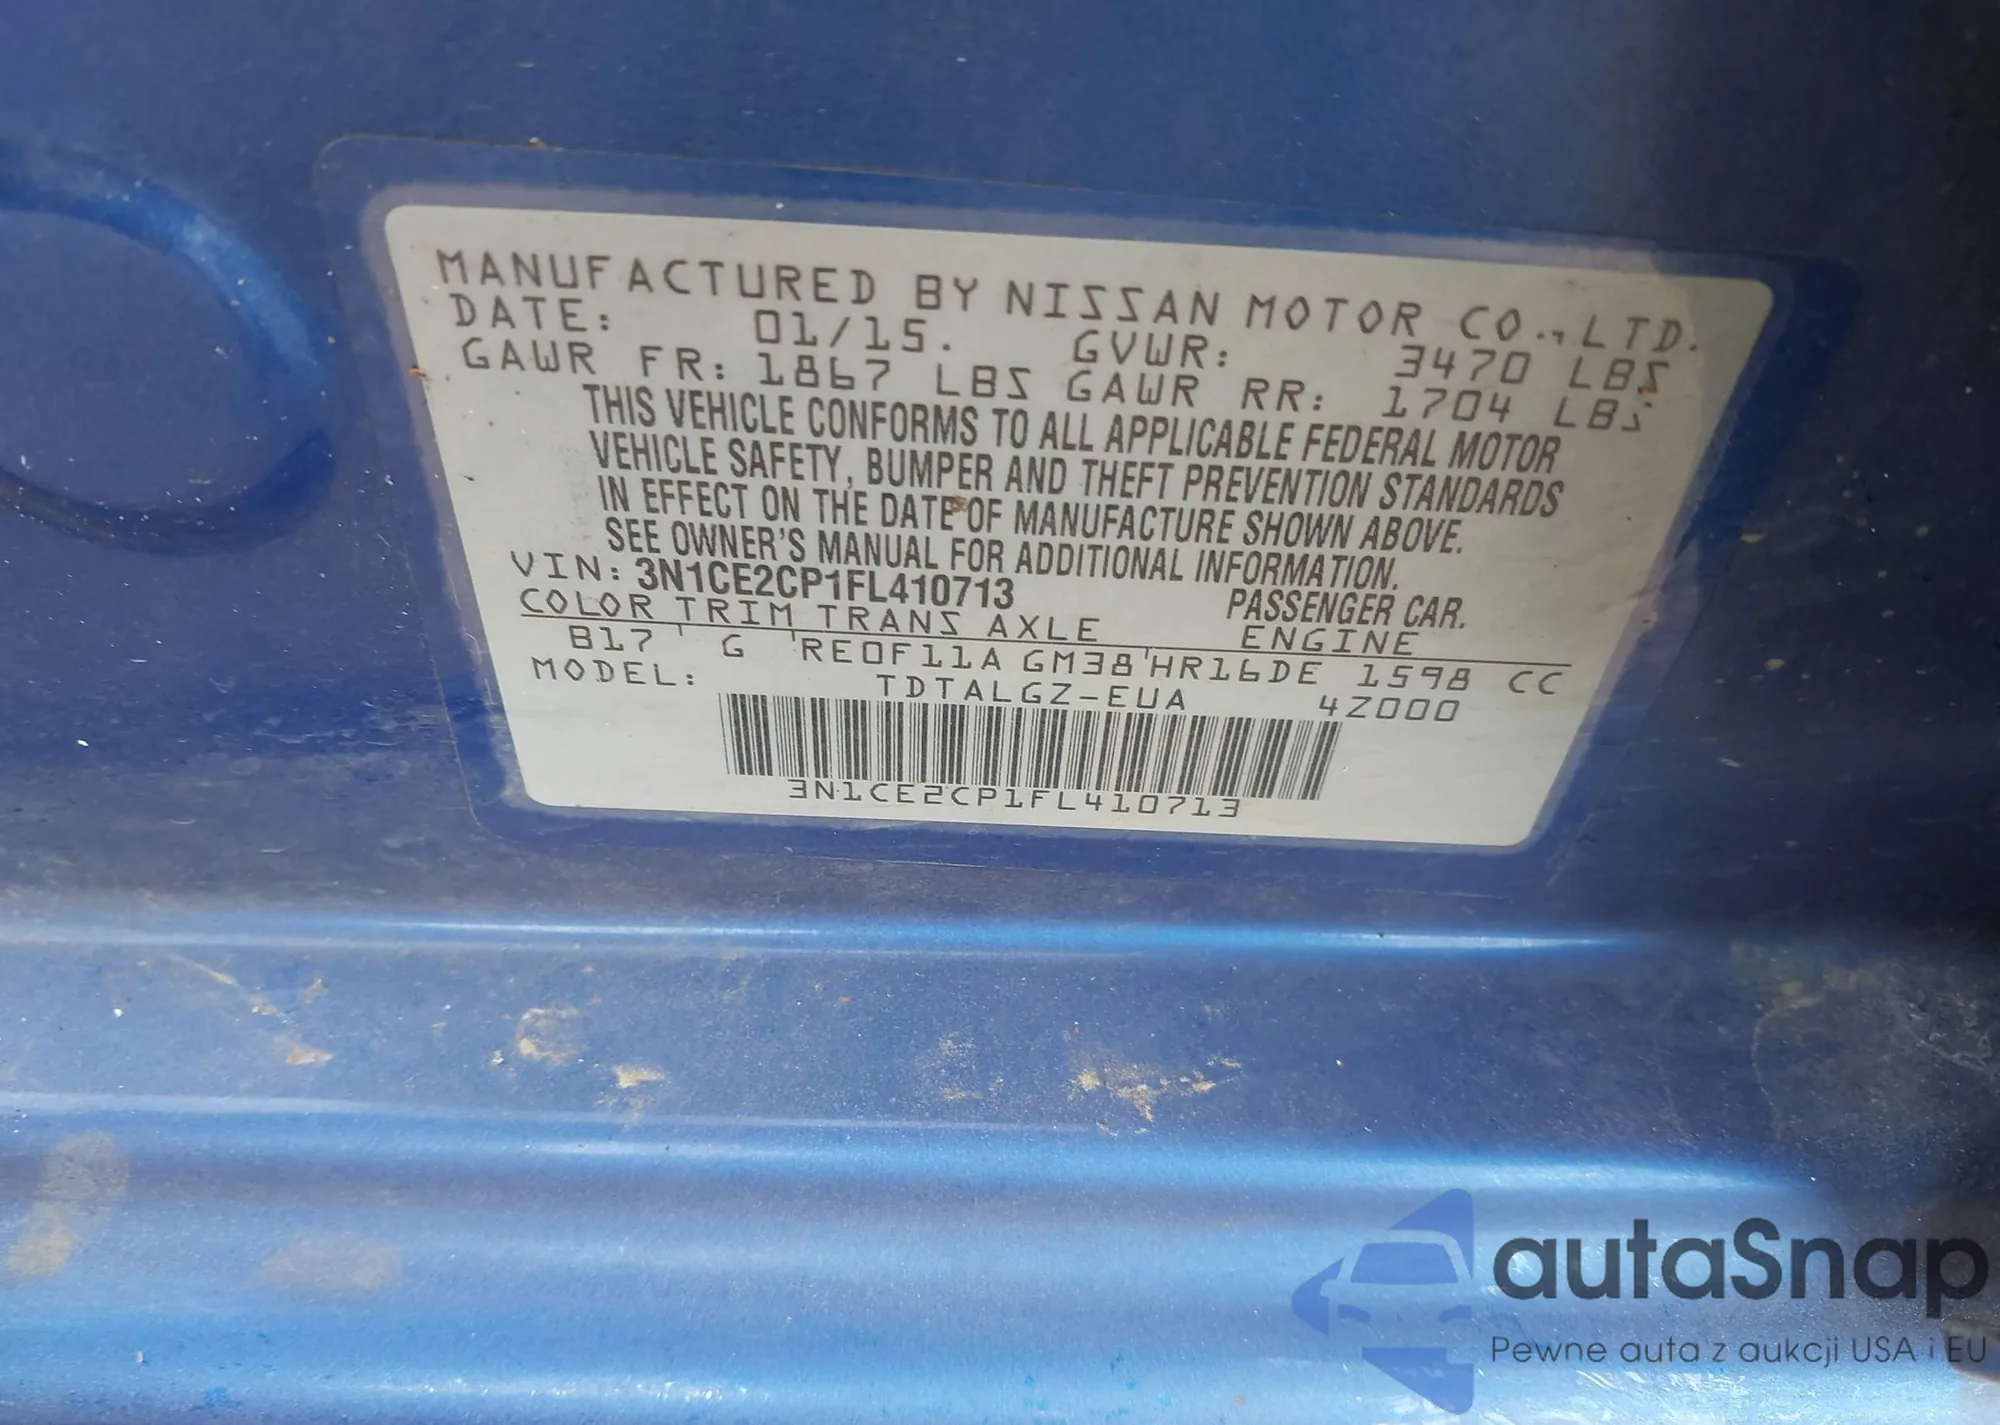 MANUFACTURED BY NISSAN MOTOR CO.,LTD.
DATE: 01/15. GVWR: 3470 LBS
GAWR FR: 1867 LBS GAWR RR: 1704 LBS
THIS VEHICLE CONFORMS TO ALL APPLICABLE FEDERAL MOTOR
VEHICLE SAFETY, BUMPER AND THEFT PREVENTION STANDARDS
IN EFFECT ON THE DATE OF MANUFACTURE SHOWN ABOVE.
SEE OWNER'S MANUAL FOR ADDITIONAL INFORMATION.
VIN: 3N1CE2CP1FL410713 PASSENGER CAR.
COLOR TRIM TRANS AXLE ENGINE
B17 G RE0F11A GM38 HR16DE 1598 CC
MODEL: TDTALGZ-EUA 4Z000
3N1CE2CP1FL410713
autaSnap
Pewne auta z aukcji USA i EU